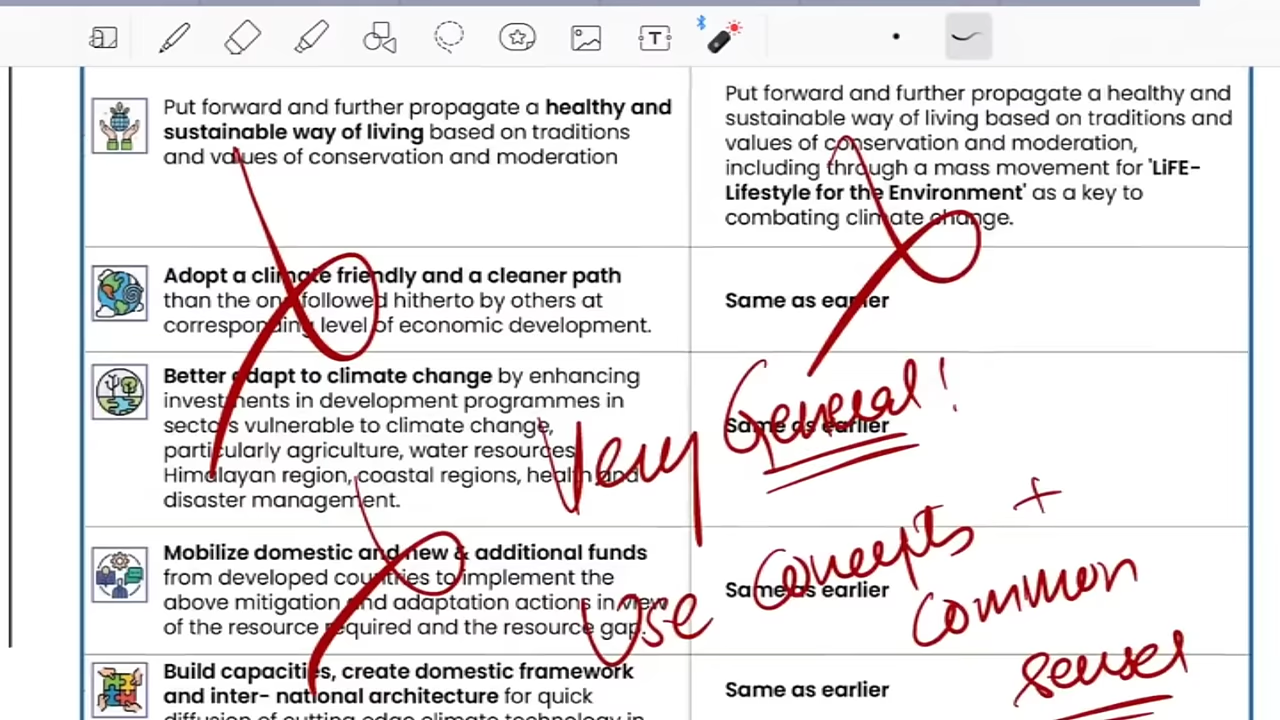 Put forward and further propagate a healthy and
sustainable way of living based on traditions
and values of conservation and moderation
Put forward and further propagate a healthy and
sustainable way of living based on traditions and
values of conservation and moderation,
including through a mass movement for 'LiFE-
Lifestyle for the Environment' as a key to
combating climate change.
Adopt a climate friendly and a cleaner path
than the one followed hitherto by others at
corresponding level of economic development.
Same as earlier
Better adapt to climate change by enhancing
investments in development programmes in
sectors vulnerable to climate change,
particularly agriculture, water resources
Himalayan region, coastal regions, health and
disaster management.
Same as earlier
Very General!
Mobilize domestic and new & additional funds
from developed countries to implement the
above mitigation and adaptation actions in view
of the resource required and the resource gap.
Same as earlier
Use Concepts +
common
senses
Build capacities, create domestic framework
and inter- national architecture for quick
diffusion of cutting edge climate technology in
Same as earlier
T